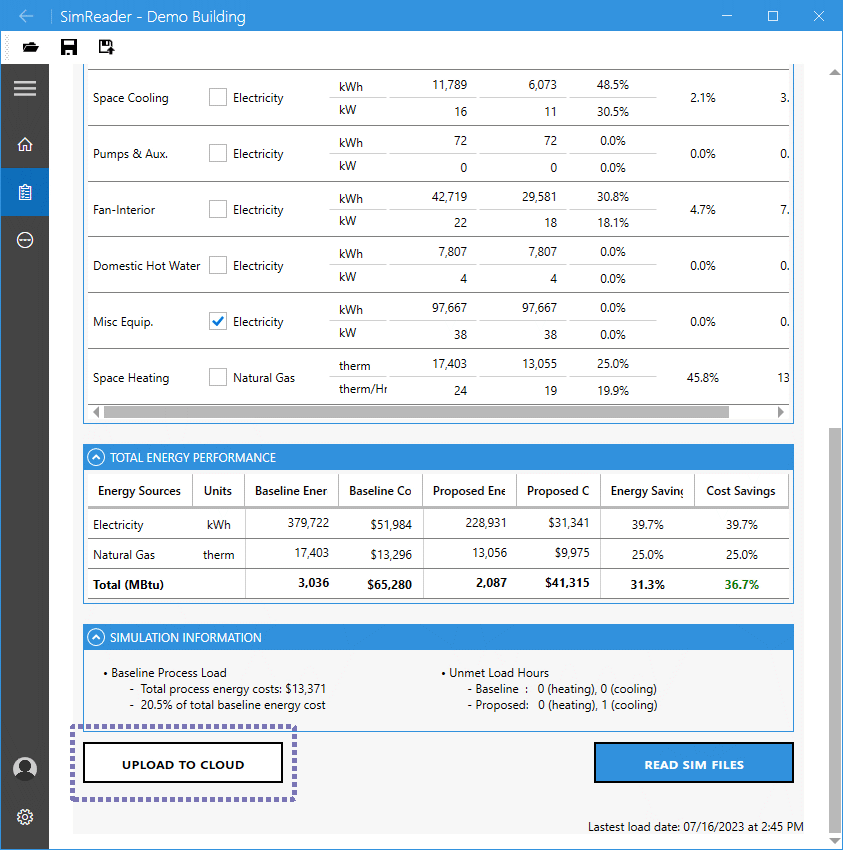 SimReader - Demo Building
Space Cooling Electricity kWh 11,789 6,073 48.5% 2.1% 3.
kW 16 11 30.5%
Pumps & Aux. Electricity kWh 72 72 0.0% 0.0% 0.
kW 0 0 0.0%
Fan-Interior Electricity kWh 42,719 29,581 30.8% 4.7% 7.
kW 22 18 18.1%
Domestic Hot Water Electricity kWh 7,807 7,807 0.0% 0.0% 0.
kW 4 4 0.0%
Misc Equip. Electricity kWh 97,667 97,667 0.0% 0.0% 0.
kW 38 38 0.0%
Space Heating Natural Gas therm 17,403 13,055 25.0% 45.8% 13
therm/Hr 24 19 19.9%
TOTAL ENERGY PERFORMANCE
Energy Sources Units Baseline Ener Baseline Co Proposed Ene Proposed C Energy Saving Cost Savings
Electricity kWh 379,722 $51,984 228,931 $31,341 39.7% 39.7%
Natural Gas therm 17,403 $13,296 13,056 $9,975 25.0% 25.0%
Total (MBtu) 3,036 $65,280 2,087 $41,315 31.3% 36.7%
SIMULATION INFORMATION
• Baseline Process Load
- Total process energy costs: $13,371
- 20.5% of total baseline energy cost
• Unmet Load Hours
- Baseline : 0 (heating), 0 (cooling)
- Proposed: 0 (heating), 1 (cooling)
UPLOAD TO CLOUD
READ SIM FILES
Lastest load date: 07/16/2023 at 2:45 PM